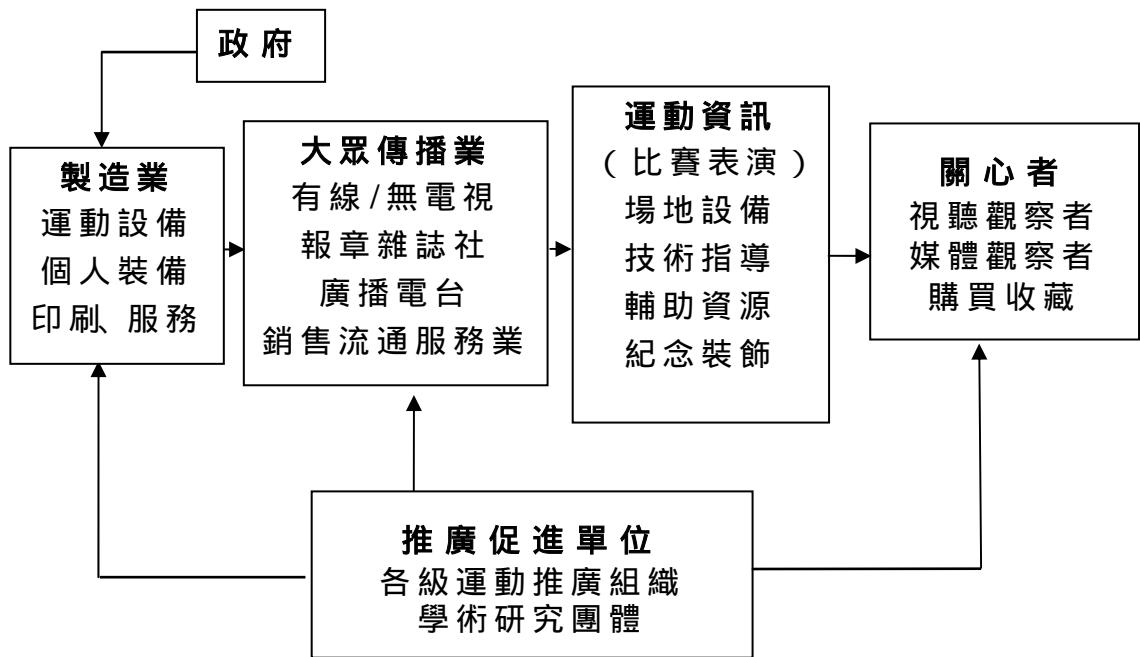 政府
製造業
運動設備
個人裝備
印刷、服務
大眾傳播業
有線/無電視
報章雜誌社
廣播電台
銷售流通服務業
運動資訊
（比賽表演）
場地設備
技術指導
輔助資源
紀念裝飾
關心者
視聽觀察者
媒體觀察者
購買收藏
推廣促進單位
各級運動推廣組織
學術研究團體